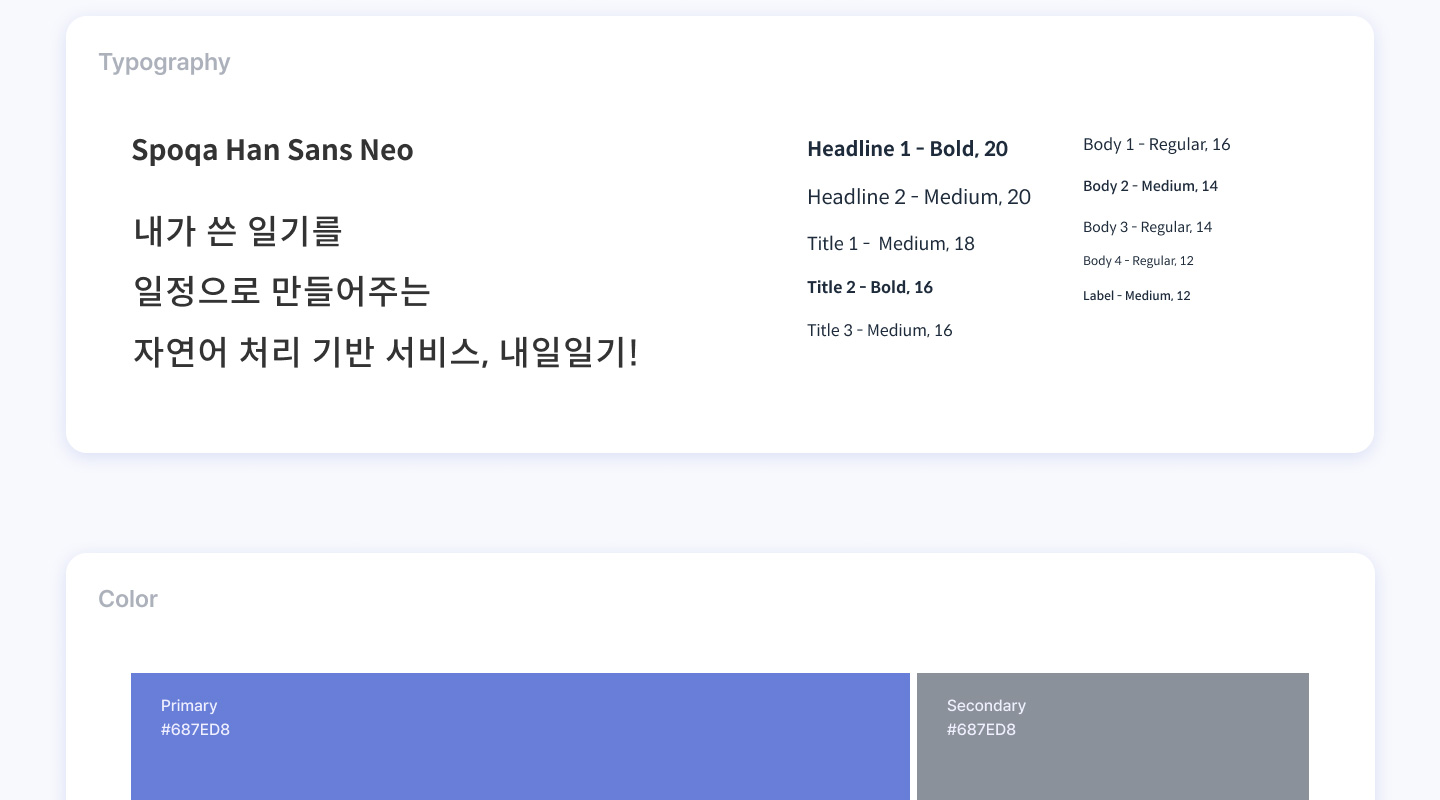 Typography
Spoqa Han Sans Neo
내가 쓴 일기를
일정으로 만들어주는
자연어 처리 기반 서비스, 내일일기!
Headline 1 - Bold, 20
Headline 2 - Medium, 20
Title 1 -  Medium, 18
Title 2 - Bold, 16
Title 3 - Medium, 16
Body 1 - Regular, 16
Body 2 - Medium, 14
Body 3 - Regular, 14
Body 4 - Regular, 12
Label - Medium, 12
Color
Primary
#687ED8
Secondary
#687ED8